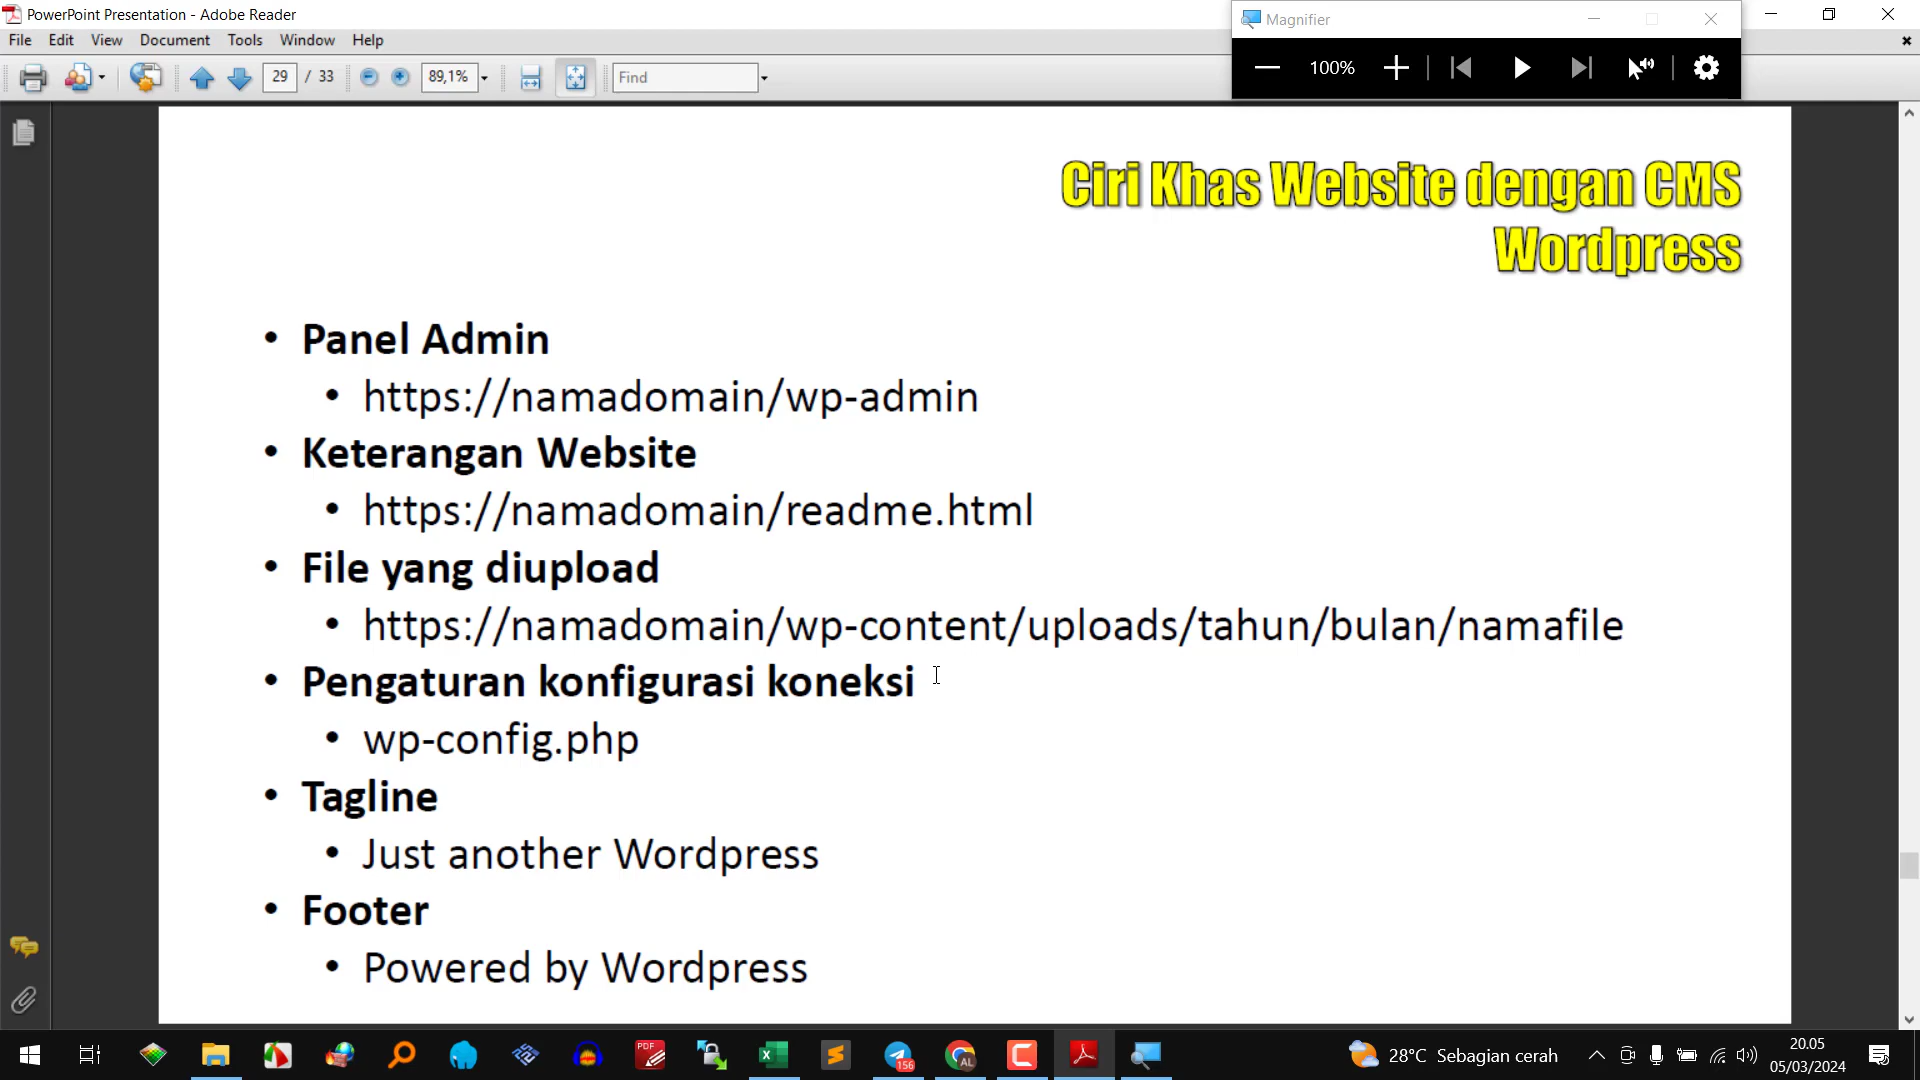 PowerPoint Presentation - Adobe Reader
Magnifier
File Edit View Document Tools Window Help
29 / 33 89,1% Find
100%
Ciri Khas Website dengan CMS
Wordpress
• Panel Admin
• https://namadomain/wp-admin
• Keterangan Website
• https://namadomain/readme.html
• File yang diupload
• https://namadomain/wp-content/uploads/tahun/bulan/namafile
• Pengaturan konfigurasi koneksi
• wp-config.php
• Tagline
• Just another Wordpress
• Footer
• Powered by Wordpress
PDF
156
AL
28°C Sebagian cerah
20.05
05/03/2024